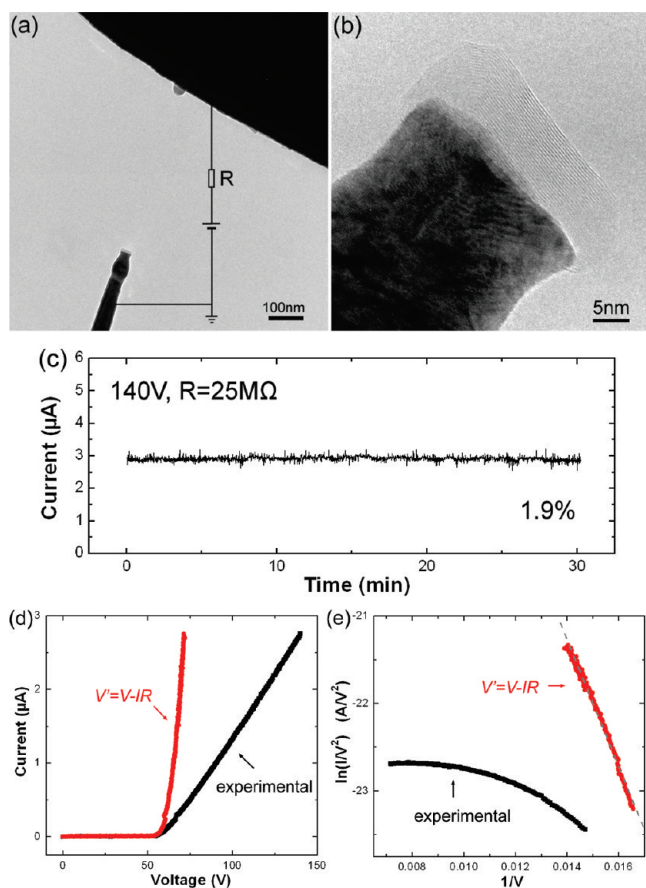 (a)
R
100nm
(b)
5nm
(c)
140V, R=25MΩ
1.9%
Current (μA)
6
5
4
3
2
1
0
0
10
20
30
Time (min)
(d)
Current (μA)
3
2
1
0
V'=V-IR
experimental
0
50
100
150
Voltage (V)
(e)
ln(I/V²) (A/V²)
-21
-22
-23
V'=V-IR
experimental
0.008
0.010
0.012
0.014
0.016
1/V